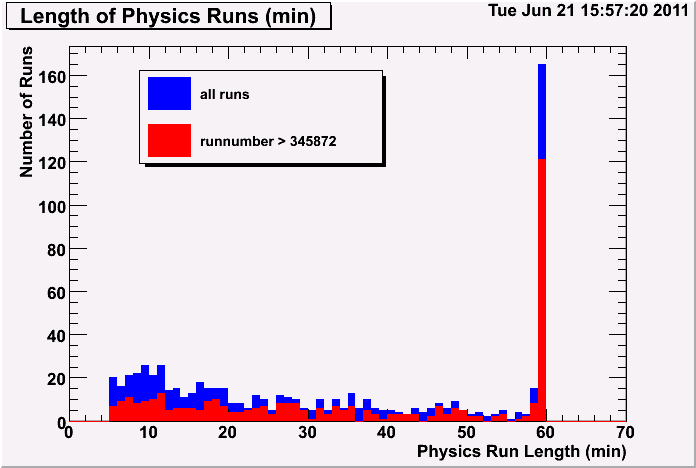 Length of Physics Runs (min)
Tue Jun 21 15:57:20 2011
Number of Runs
160
140
120
100
80
60
40
20
0
all runs
runnumber > 345872
0 10 20 30 40 50 60 70
Physics Run Length (min)